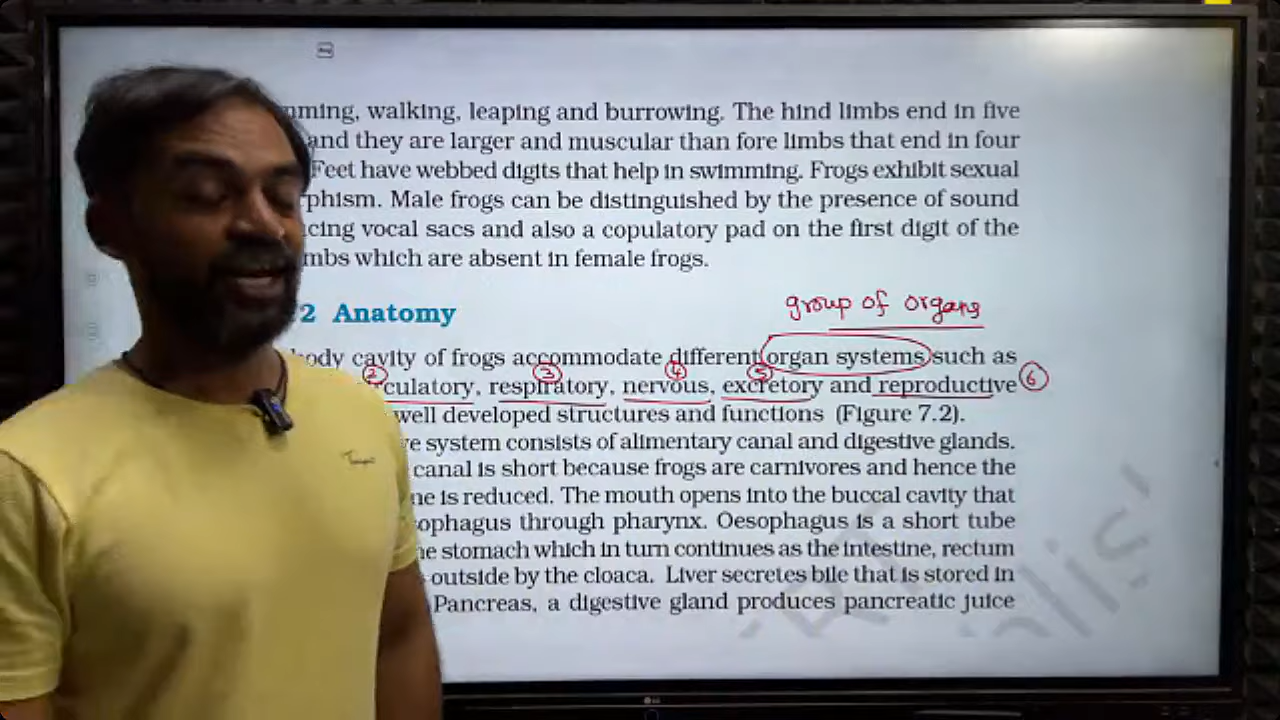 mming, walking, leaping and burrowing. The hind limbs end in five
and they are larger and muscular than fore limbs that end in four
Feet have webbed digits that help in swimming. Frogs exhibit sexual
rphism. Male frogs can be distinguished by the presence of sound
cing vocal sacs and also a copulatory pad on the first digit of the
mbs which are absent in female frogs.
group of organs
2 Anatomy
body cavity of frogs accommodate different organ systems such as
② ③ ④ ⑤ ⑥
culatory, respiratory, nervous, excretory and reproductive
well developed structures and functions (Figure 7.2).
ve system consists of alimentary canal and digestive glands.
canal is short because frogs are carnivores and hence the
ne is reduced. The mouth opens into the buccal cavity that
ophagus through pharynx. Oesophagus is a short tube
he stomach which in turn continues as the intestine, rectum
outside by the cloaca. Liver secretes bile that is stored in
Pancreas, a digestive gland produces pancreatic juice
LG